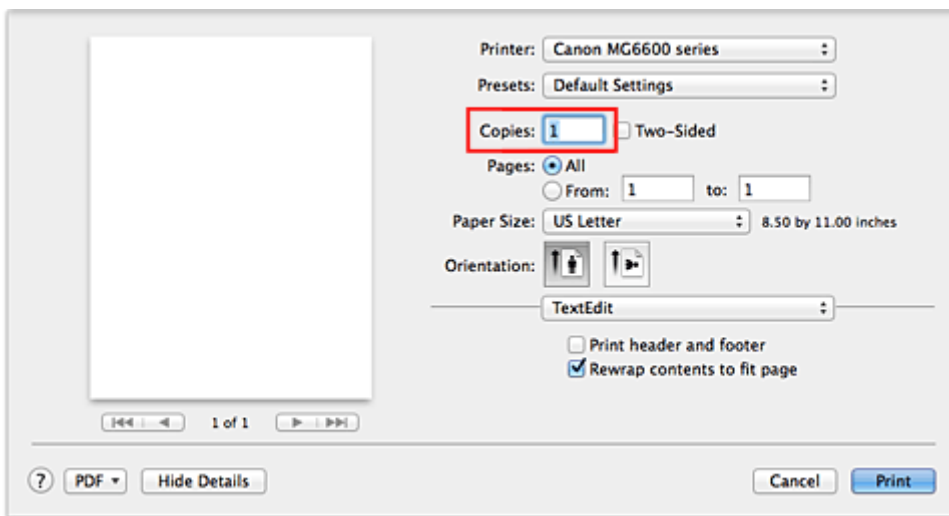 Printer: Canon MG6600 series
Presets: Default Settings
Copies: 1 Two-Sided
Pages: All
From: 1 to: 1
Paper Size: US Letter 8.50 by 11.00 inches
Orientation:
TextEdit
Print header and footer
Rewrap contents to fit page
1 of 1
? PDF Hide Details Cancel Print